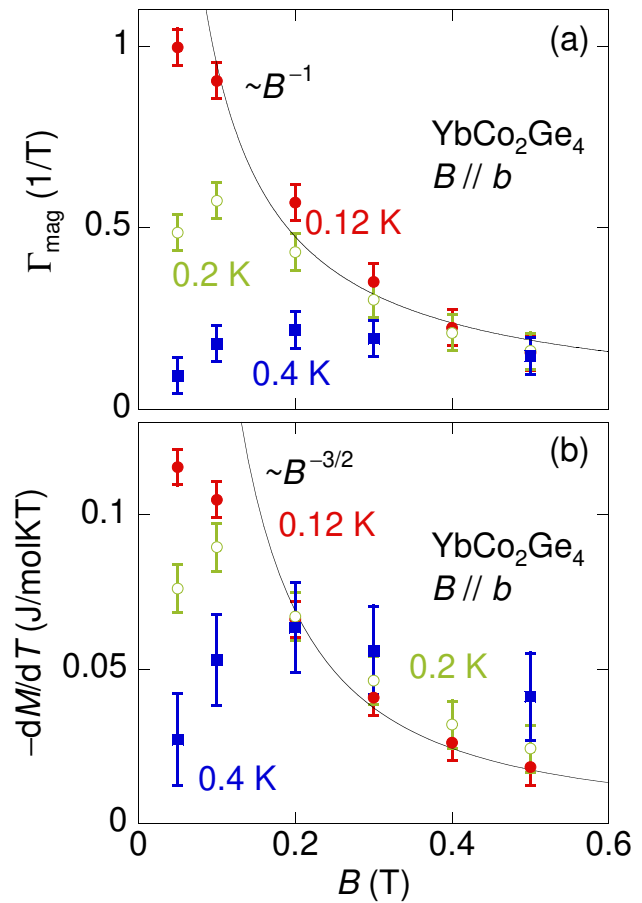 (a)
1
~B⁻¹
YbCo₂Ge₄
B // b
Γmag (1/T)
0.5
0.12 K
0.2 K
0.4 K
0
(b)
~B⁻³/²
0.1
0.12 K
YbCo₂Ge₄
B // b
−dM/dT (J/molKT)
0.05
0.2 K
0.4 K
0
0 0.2 0.4 0.6
B (T)